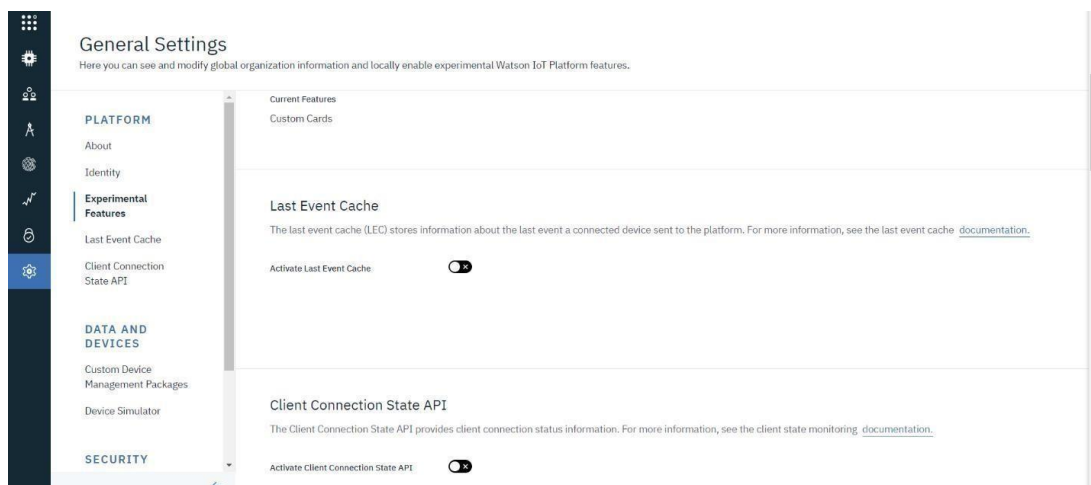 General Settings
Here you can see and modify global organization information and locally enable experimental Watson IoT Platform features.
PLATFORM
About
Identity
Experimental
Features
Last Event Cache
Client Connection
State API
DATA AND
DEVICES
Custom Device
Management Packages
Device Simulator
SECURITY
Current Features
Custom Cards
Last Event Cache
The last event cache (LEC) stores information about the last event a connected device sent to the platform. For more information, see the last event cache documentation.
Activate Last Event Cache
Client Connection State API
The Client Connection State API provides client connection status information. For more information, see the client state monitoring documentation.
Activate Client Connection State API